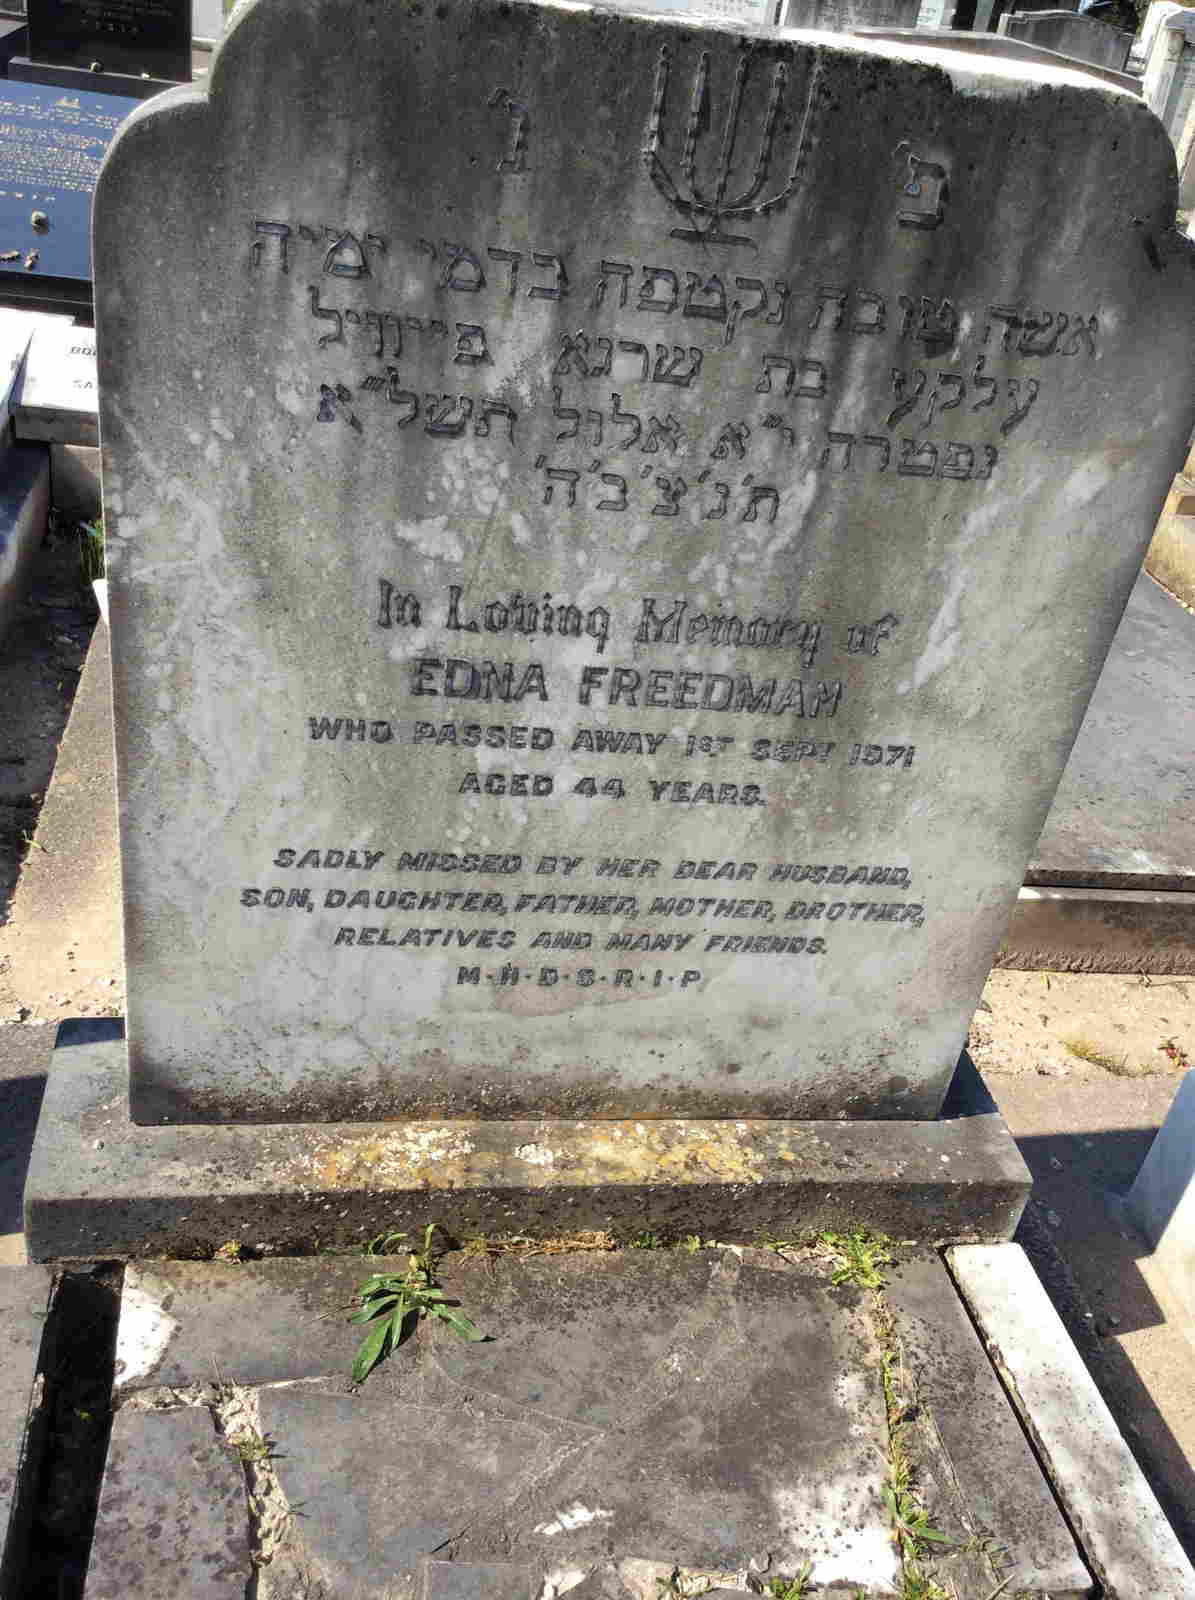 פ' נ'
אשה טובה נקטפה בדמי ימיה
עלקע בת שרגא פייוויל
נפטרה י"א אלול תשל"א
ת'נ'צ'ב'ה'
In Loving Memory of
EDNA FREEDMAN
WHO PASSED AWAY 1ST SEPT 1971
AGED 44 YEARS.
SADLY MISSED BY HER DEAR HUSBAND,
SON, DAUGHTER, FATHER, MOTHER, BROTHER,
RELATIVES AND MANY FRIENDS.
M·H·D·S·R·I·P